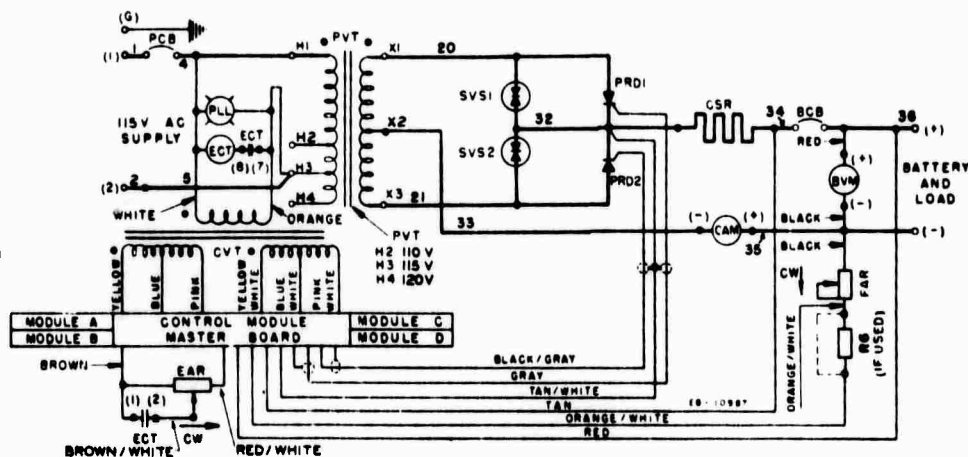 (G)
(1) 1 PCB 4
H1 PVT X1 20
PRD1
SVS1
32
CSR
34 BCB 36 (+)
RED
(+)
BVM
(-)
BATTERY
AND
LOAD
115V AC
SUPPLY
PLL
ECT ECT
(8) (7)
H2
H3
H4
X2
X3 21
SVS2
PRD2
33
(2) 2 5
WHITE
ORANGE
PVT
H2 110V
H3 115V
H4 120V
(-) CAM (+)
35
BLACK
BLACK
(-)
CW
FAR
ORANGE/WHITE
R6
(IF USED)
CVT
YELLOW
BLUE
PINK
YELLOW
WHITE
BLUE
WHITE
PINK
WHITE
MODULE A
MODULE B
CONTROL MODULE
MASTER BOARD
MODULE C
MODULE D
BROWN
EAR
(1) (2)
ECT
CW
BROWN/WHITE
RED/WHITE
BLACK/GRAY
GRAY
TAN/WHITE
TAN
ORANGE/WHITE
RED